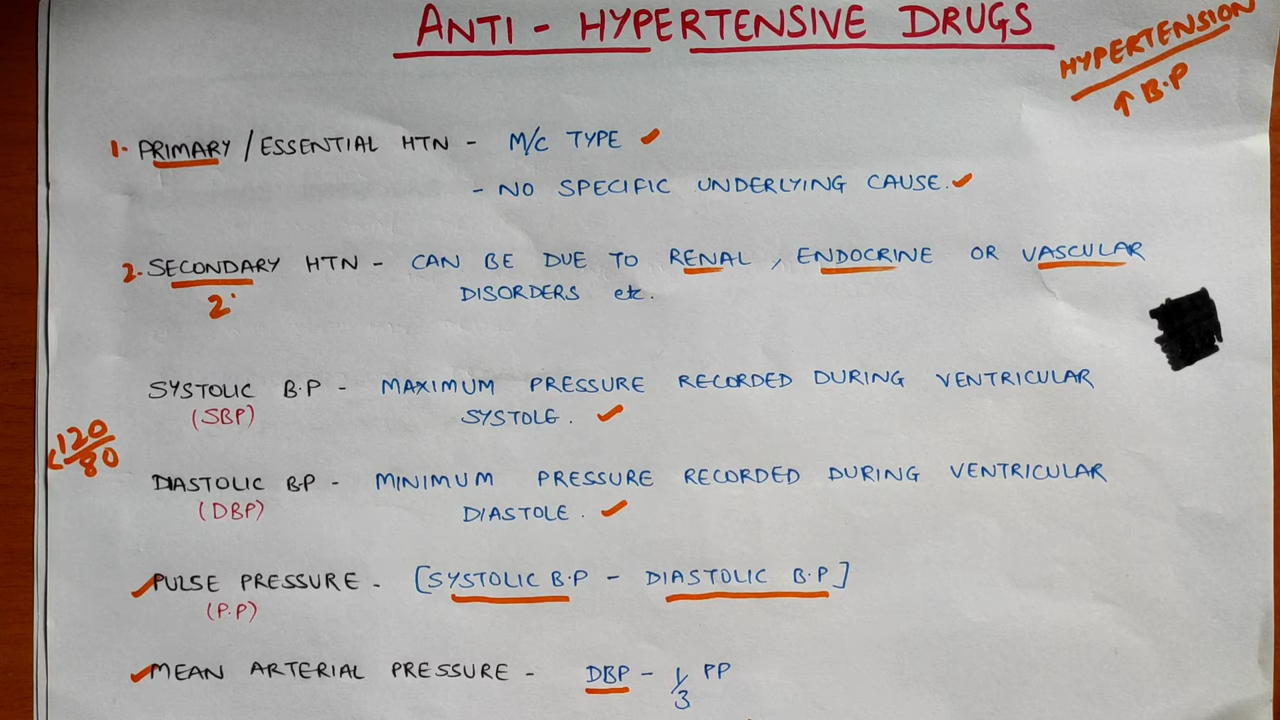 ANTI - HYPERTENSIVE DRUGS
HYPERTENSION
↑ B.P
1. PRIMARY / ESSENTIAL HTN - M/C TYPE ✓
- NO SPECIFIC UNDERLYING CAUSE. ✓
2. SECONDARY HTN - CAN BE DUE TO RENAL, ENDOCRINE OR VASCULAR
2°
DISORDERS etc.
SYSTOLIC B.P - MAXIMUM PRESSURE RECORDED DURING VENTRICULAR
(SBP) SYSTOLE. ✓
<120/80
DIASTOLIC B.P - MINIMUM PRESSURE RECORDED DURING VENTRICULAR
(DBP) DIASTOLE. ✓
✓PULSE PRESSURE - [SYSTOLIC B.P - DIASTOLIC B.P]
(P.P)
✓MEAN ARTERIAL PRESSURE - DBP - 1/3 PP